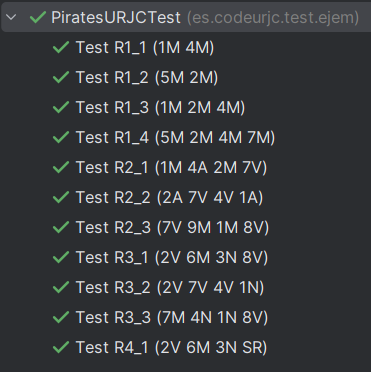 PiratesURJCTest (es.codeurjc.test.ejem)
Test R1_1 (1M 4M)
Test R1_2 (5M 2M)
Test R1_3 (1M 2M 4M)
Test R1_4 (5M 2M 4M 7M)
Test R2_1 (1M 4A 2M 7V)
Test R2_2 (2A 7V 4V 1A)
Test R2_3 (7V 9M 1M 8V)
Test R3_1 (2V 6M 3N 8V)
Test R3_2 (2V 7V 4V 1N)
Test R3_3 (7M 4N 1N 8V)
Test R4_1 (2V 6M 3N SR)